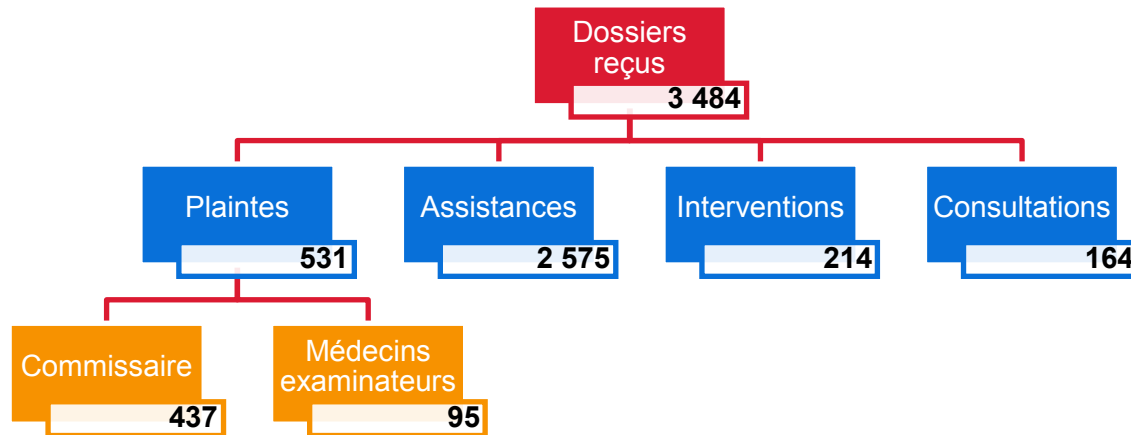 Dossiers
reçus
3 484
Plaintes
531
Assistances
2 575
Interventions
214
Consultations
164
Commissaire
437
Médecins
examinateurs
95